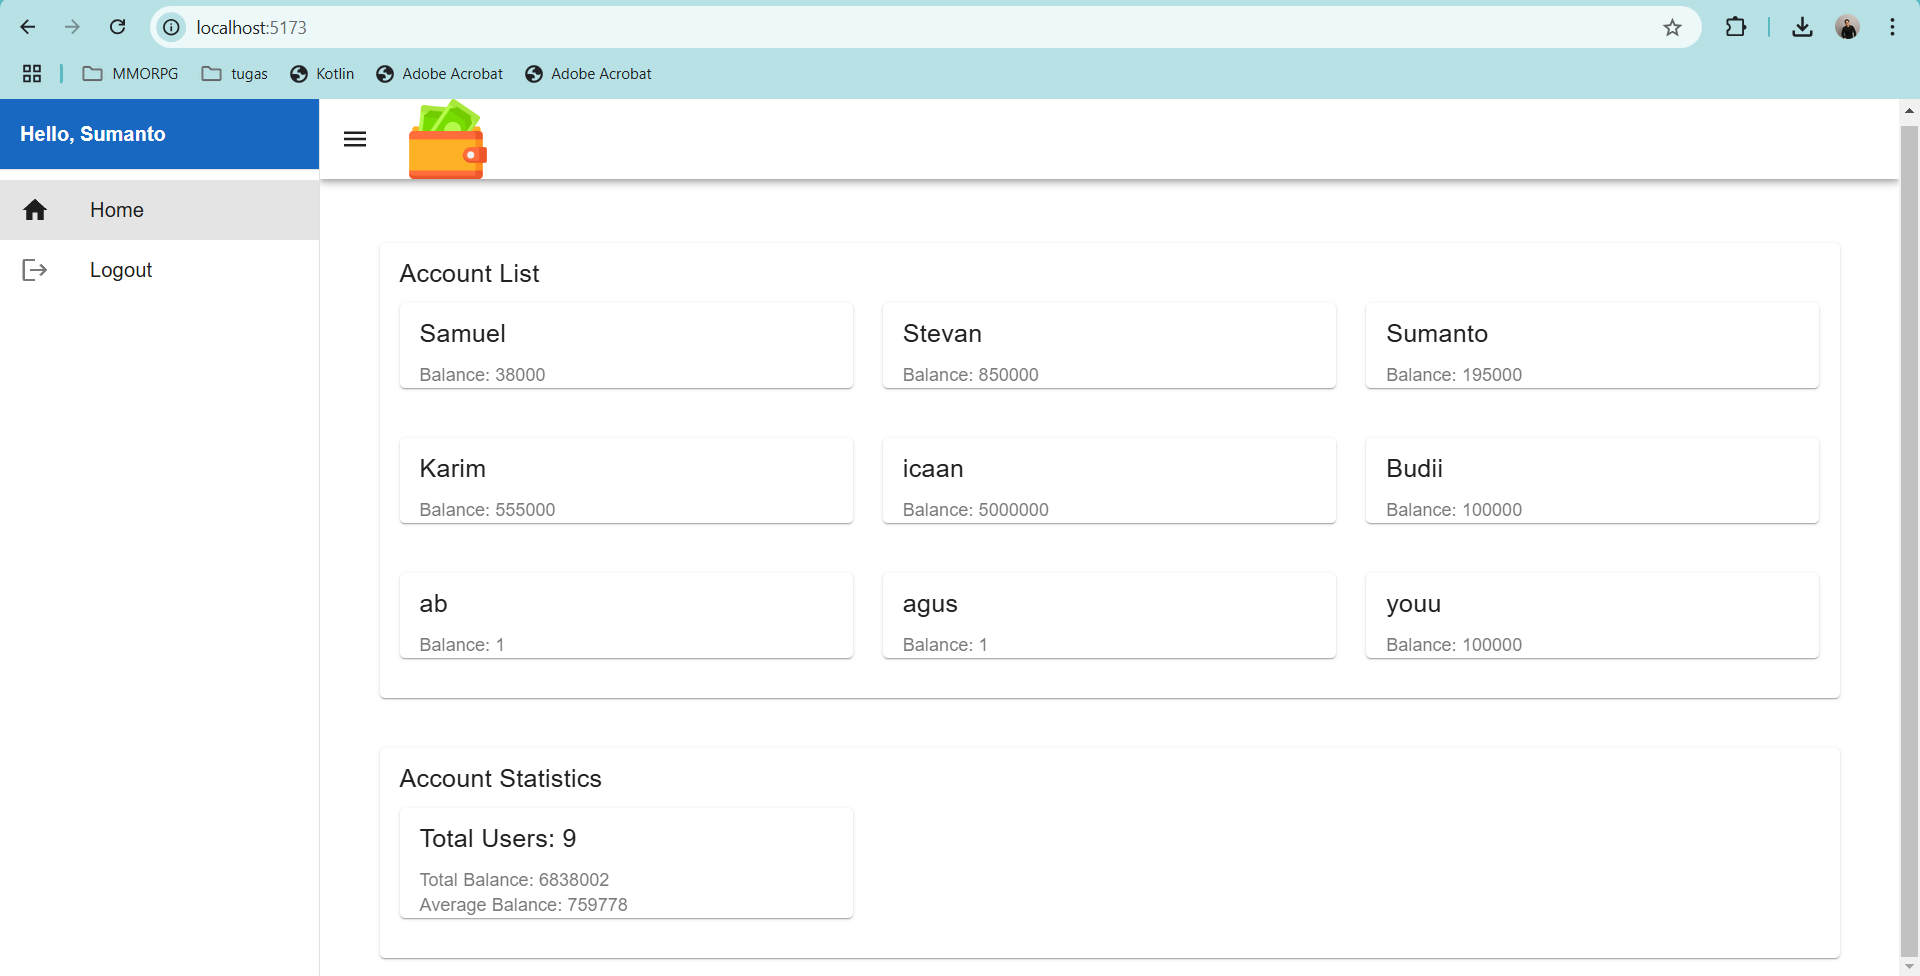 localhost:5173
MMORPG tugas Kotlin Adobe Acrobat Adobe Acrobat
Hello, Sumanto
Home
Logout
Account List
Samuel
Balance: 38000
Stevan
Balance: 850000
Sumanto
Balance: 195000
Karim
Balance: 555000
icaan
Balance: 5000000
Budii
Balance: 100000
ab
Balance: 1
agus
Balance: 1
youu
Balance: 100000
Account Statistics
Total Users: 9
Total Balance: 6838002
Average Balance: 759778